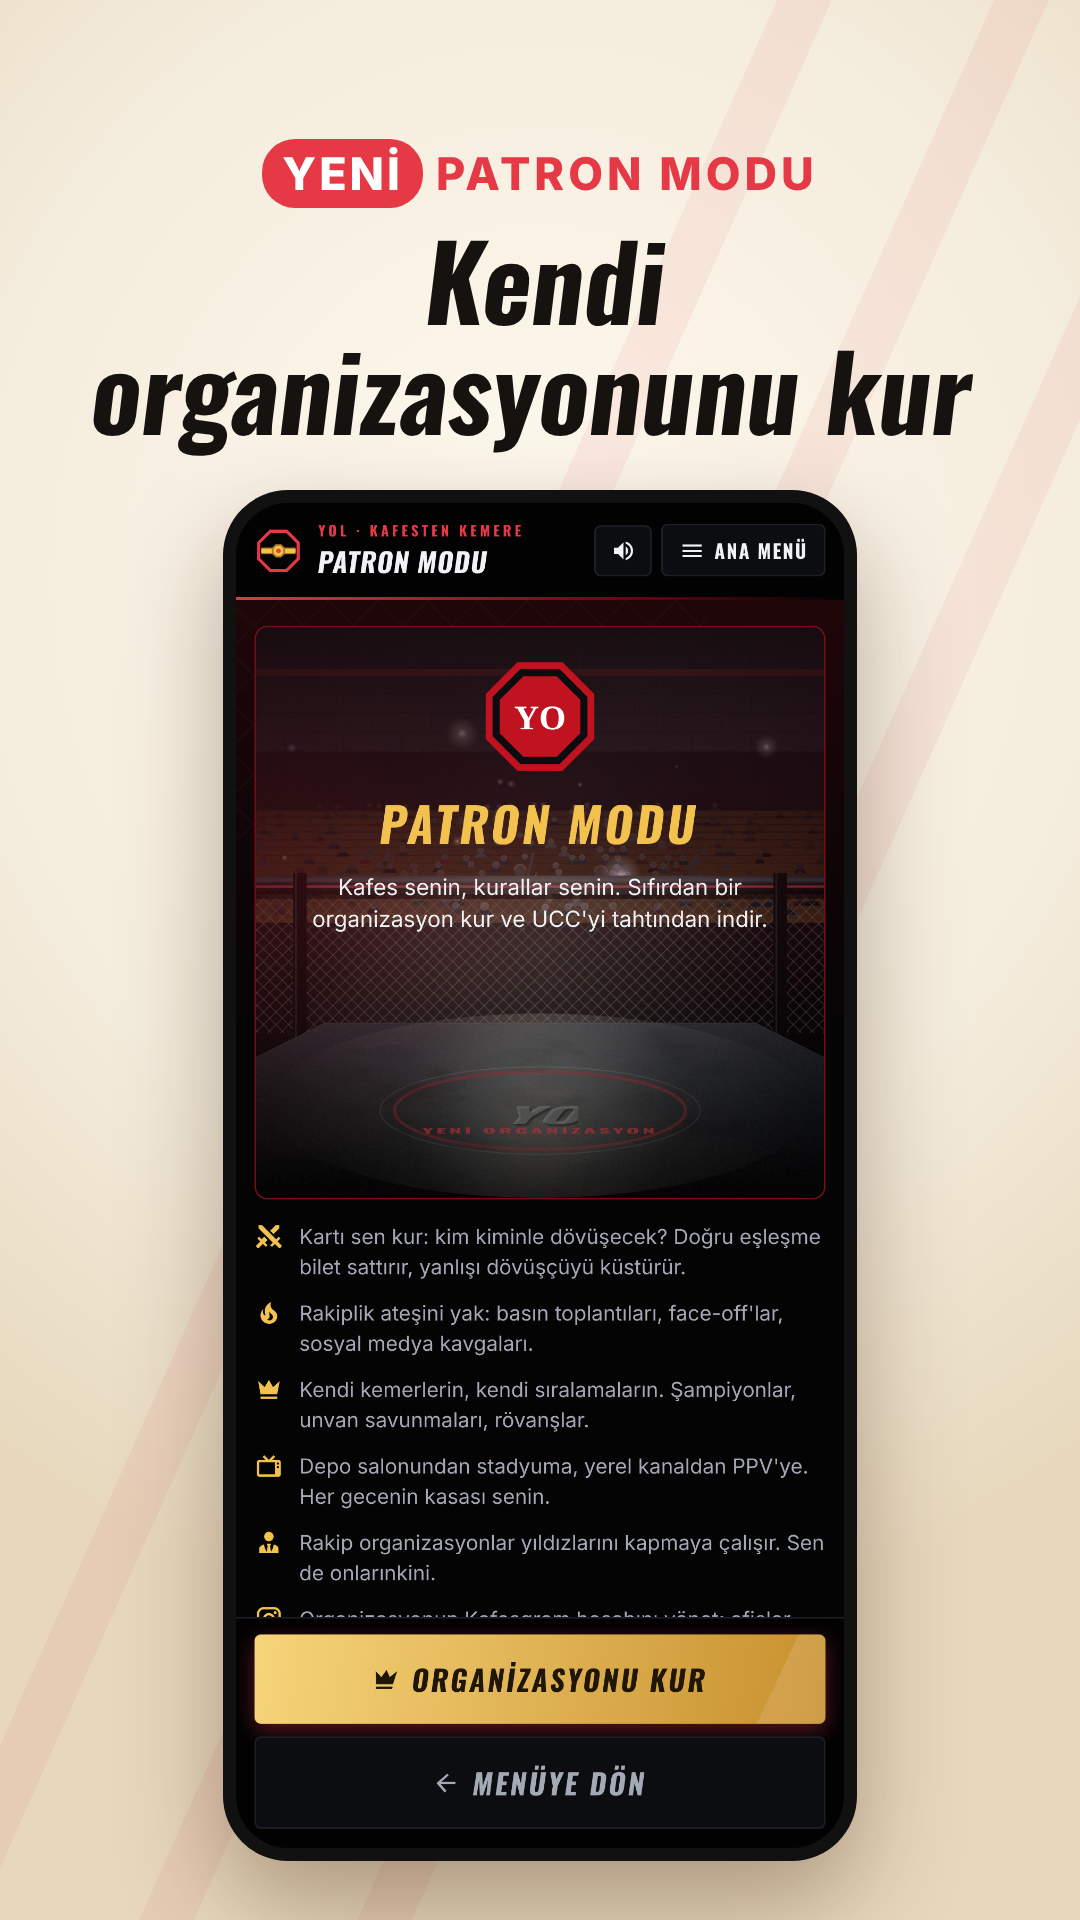 YENİ PATRON MODU
Kendi
organizasyonunu kur
YOL · KAFESTEN KEMERE
PATRON MODU
ANA MENÜ
YO
PATRON MODU
Kafes senin, kurallar senin. Sıfırdan bir
organizasyon kur ve UCC'yi tahtından indir.
YO
YENİ ORGANİZASYON
Kartı sen kur: kim kiminle dövüşecek? Doğru eşleşme
bilet sattırır, yanlışı dövüşçüyü küstürür.
Rakiplik ateşini yak: basın toplantıları, face-off'lar,
sosyal medya kavgaları.
Kendi kemerlerin, kendi sıralamaların. Şampiyonlar,
unvan savunmaları, rövanşlar.
Depo salonundan stadyuma, yerel kanaldan PPV'ye.
Her gecenin kasası senin.
Rakip organizasyonlar yıldızlarını kapmaya çalışır. Sen
de onlarınkini.
ORGANİZASYONU KUR
MENÜYE DÖN